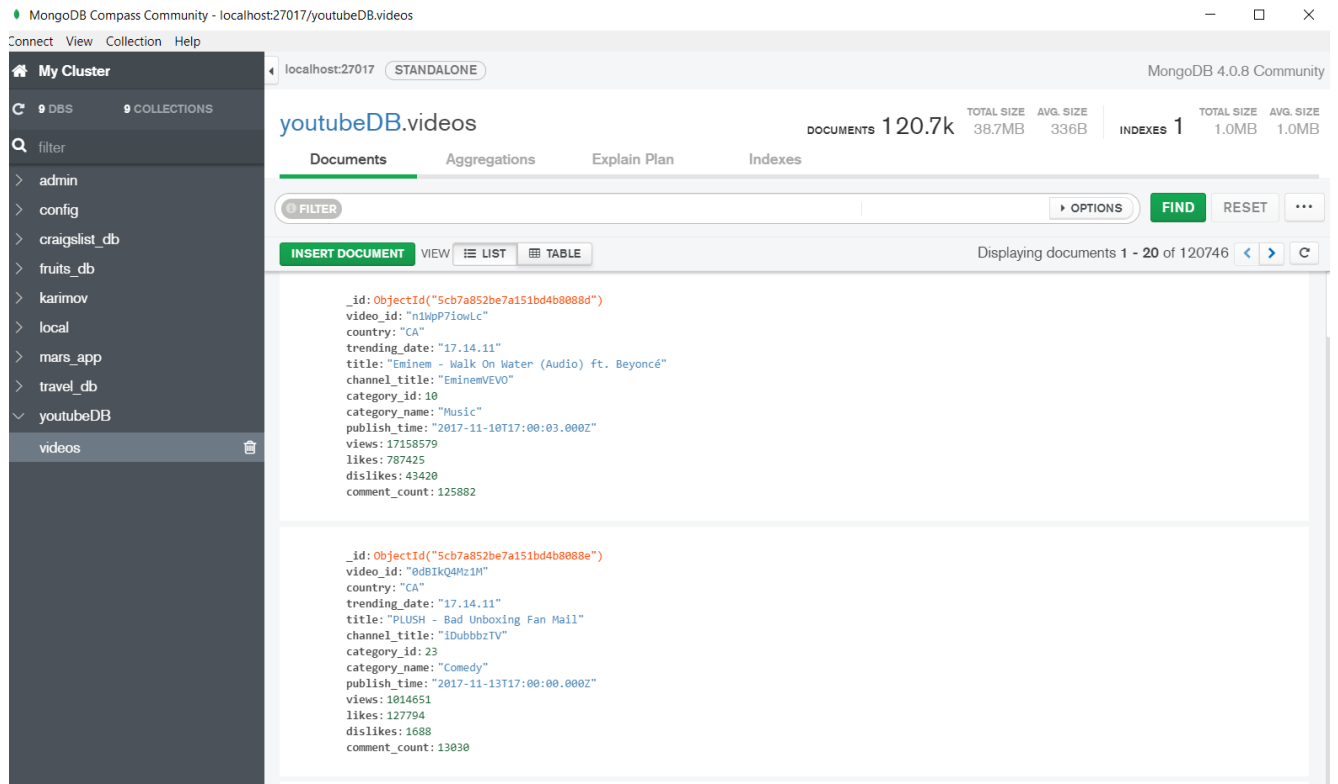 MongoDB Compass Community - localhost:27017/youtubeDB.videos
Connect View Collection Help
My Cluster
localhost:27017 STANDALONE MongoDB 4.0.8 Community
9 DBS 9 COLLECTIONS
filter
admin
config
craigslist_db
fruits_db
karimov
local
mars_app
travel_db
youtubeDB
videos
youtubeDB.videos
DOCUMENTS 120.7k TOTAL SIZE 38.7MB AVG. SIZE 336B INDEXES 1 TOTAL SIZE 1.0MB AVG. SIZE 1.0MB
Documents Aggregations Explain Plan Indexes
FILTER OPTIONS FIND RESET ...
INSERT DOCUMENT VIEW LIST TABLE Displaying documents 1 - 20 of 120746
_id: ObjectId("5cb7a852be7a151bd4b8088d")
video_id: "n1WpP7iowLc"
country: "CA"
trending_date: "17.14.11"
title: "Eminem - Walk On Water (Audio) ft. Beyoncé"
channel_title: "EminemVEVO"
category_id: 10
category_name: "Music"
publish_time: "2017-11-10T17:00:03.000Z"
views: 17158579
likes: 787425
dislikes: 43420
comment_count: 125882
_id: ObjectId("5cb7a852be7a151bd4b8088e")
video_id: "0dBIkQ4Mz1M"
country: "CA"
trending_date: "17.14.11"
title: "PLUSH - Bad Unboxing Fan Mail"
channel_title: "iDubbbzTV"
category_id: 23
category_name: "Comedy"
publish_time: "2017-11-13T17:00:00.000Z"
views: 1014651
likes: 127794
dislikes: 1688
comment_count: 13030